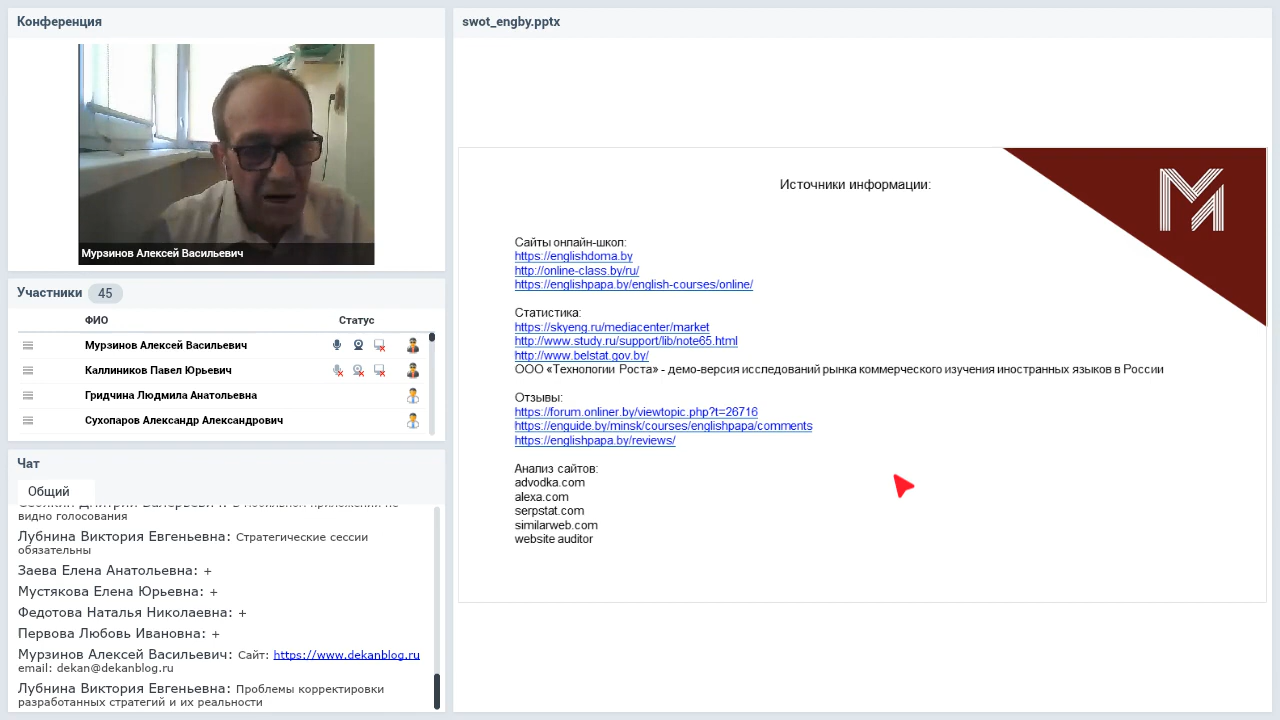 Конференция
Мурзинов Алексей Васильевич
Участники 45
ФИО Статус
Мурзинов Алексей Васильевич
Каллиников Павел Юрьевич
Гридчина Людмила Анатольевна
Сухопаров Александр Александрович
Чат
Общий
видно голосования
Лубнина Виктория Евгеньевна: Стратегические сессии
обязательны
Заева Елена Анатольевна: +
Мустякова Елена Юрьевна: +
Федотова Наталья Николаевна: +
Первова Любовь Ивановна: +
Мурзинов Алексей Васильевич: Сайт: https://www.dekanblog.ru
email: dekan@dekanblog.ru
Лубнина Виктория Евгеньевна: Проблемы корректировки
разработанных стратегий и их реальности
swot_engby.pptx
Источники информации:
Сайты онлайн-школ:
https://englishdoma.by
http://online-class.by/ru/
https://englishpapa.by/english-courses/online/
Статистика:
https://skyeng.ru/mediacenter/market
http://www.study.ru/support/lib/note65.html
http://www.belstat.gov.by/
ООО «Технологии Роста» - демо-версия исследований рынка коммерческого изучения иностранных языков в России
Отзывы:
https://forum.onliner.by/viewtopic.php?t=26716
https://enguide.by/minsk/courses/englishpapa/comments
https://englishpapa.by/reviews/
Анализ сайтов:
advodka.com
alexa.com
serpstat.com
similarweb.com
website auditor